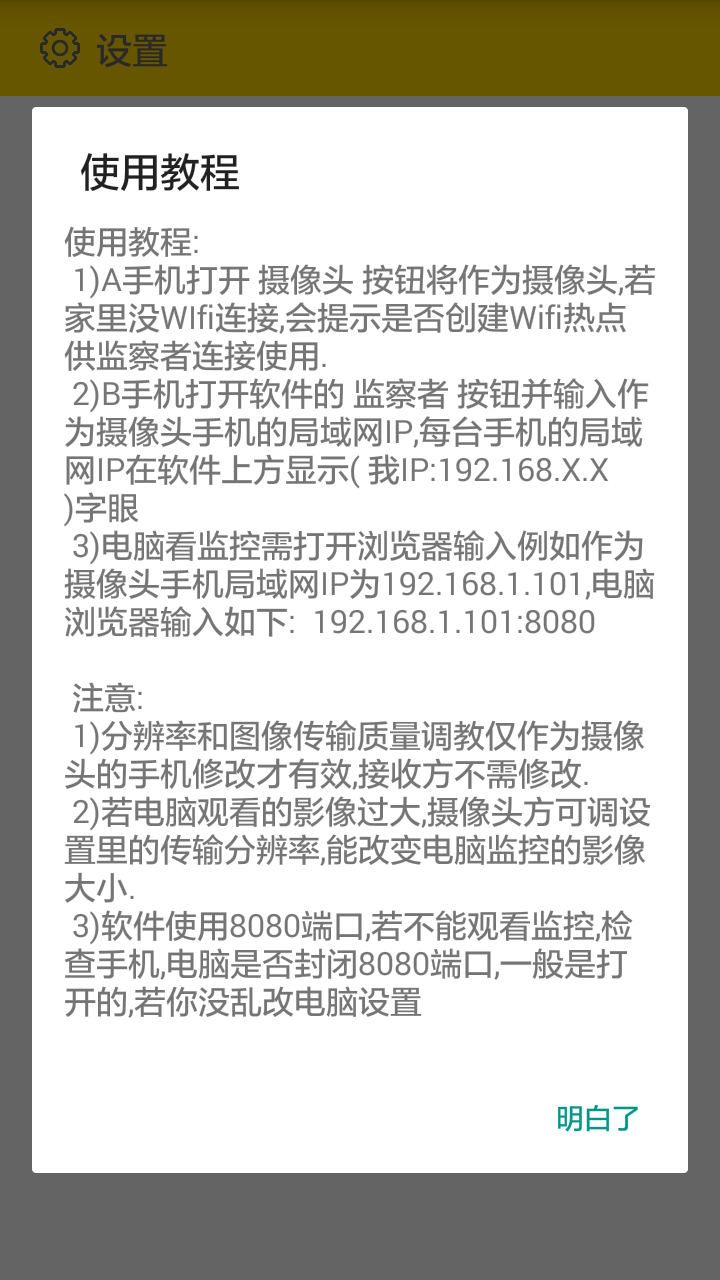 设置
使用教程
使用教程:
1)A手机打开 摄像头 按钮将作为摄像头,若
家里没WIfi连接,会提示是否创建Wifi热点
供监察者连接使用.
2)B手机打开软件的 监察者 按钮并输入作
为摄像头手机的局域网IP,每台手机的局域
网IP在软件上方显示( 我IP:192.168.X.X
)字眼
3)电脑看监控需打开浏览器输入例如作为
摄像头手机局域网IP为192.168.1.101,电脑
浏览器输入如下:  192.168.1.101:8080
注意:
1)分辨率和图像传输质量调教仅作为摄像
头的手机修改才有效,接收方不需修改.
2)若电脑观看的影像过大,摄像头方可调设
置里的传输分辨率,能改变电脑监控的影像
大小.
3)软件使用8080端口,若不能观看监控,检
查手机,电脑是否封闭8080端口,一般是打
开的,若你没乱改电脑设置
明白了